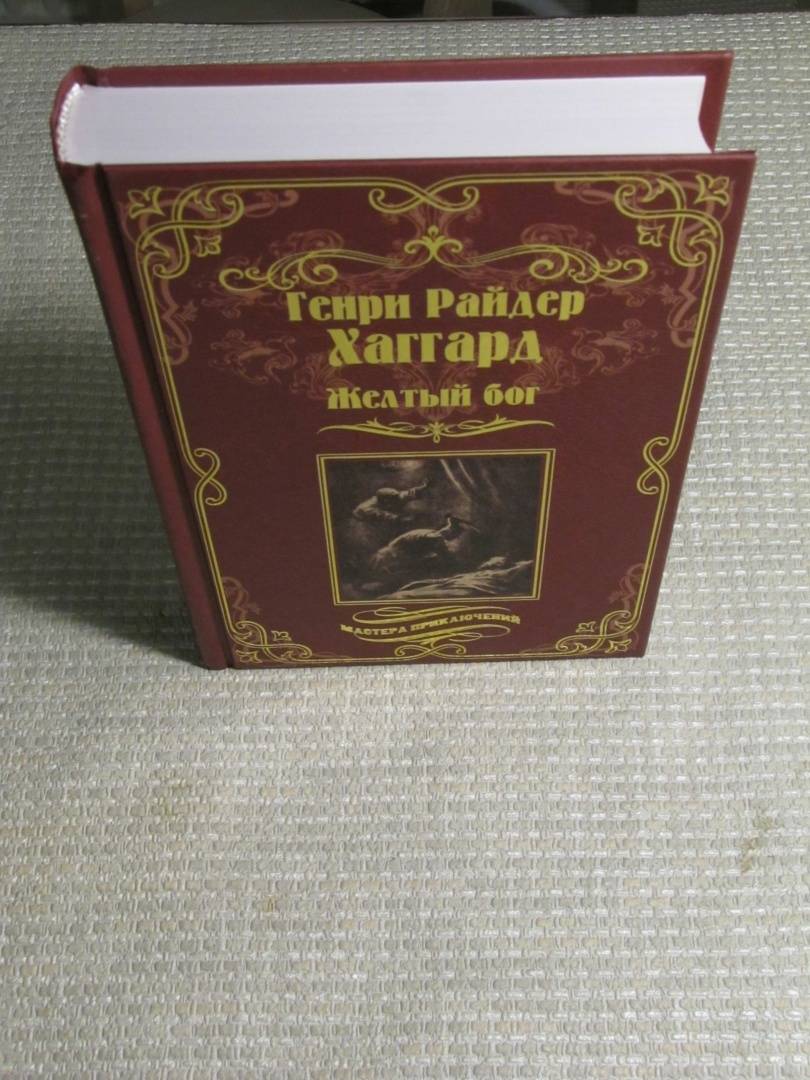 Генри Райдер
Хаггард
Желтый бог
МАСТЕРА ПРИКЛЮЧЕНИЙ